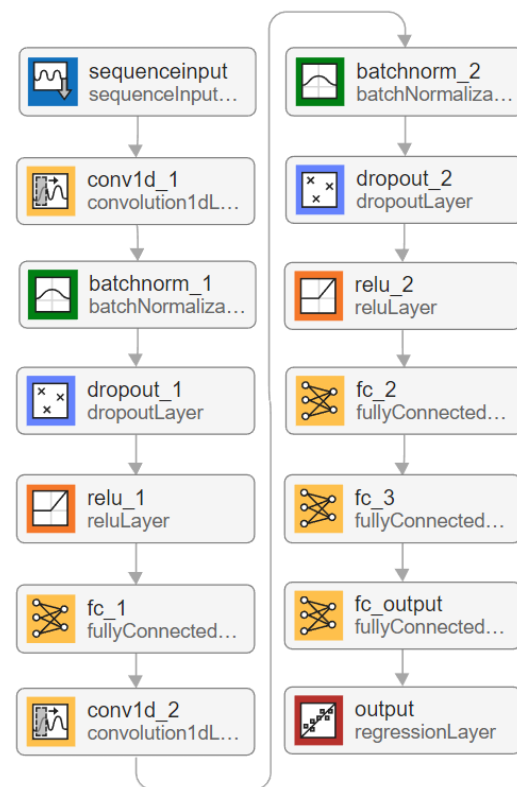 sequenceinput
sequenceInput...
conv1d_1
convolution1dL...
batchnorm_1
batchNormaliza...
dropout_1
dropoutLayer
relu_1
reluLayer
fc_1
fullyConnected...
conv1d_2
convolution1dL...
batchnorm_2
batchNormaliza...
dropout_2
dropoutLayer
relu_2
reluLayer
fc_2
fullyConnected...
fc_3
fullyConnected...
fc_output
fullyConnected...
output
regressionLayer